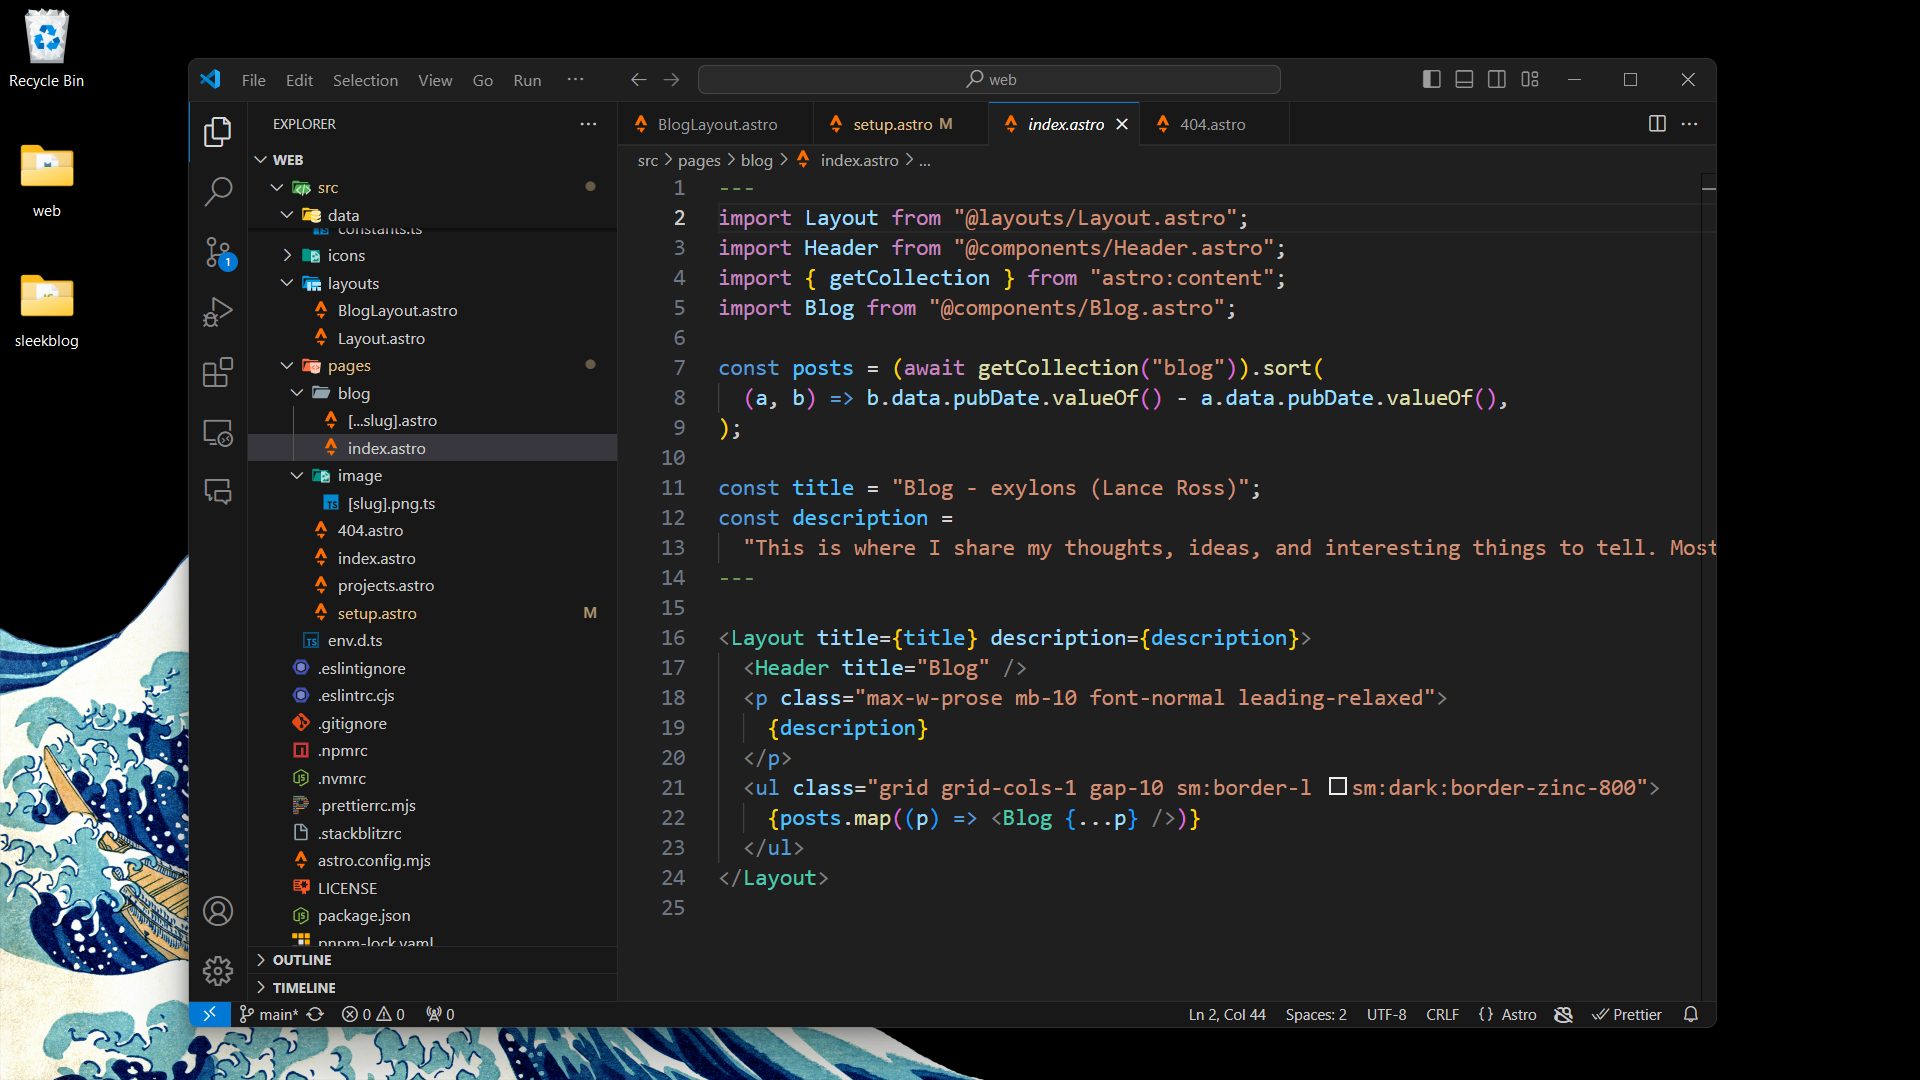 Recycle Bin
web
sleekblog
File Edit Selection View Go Run ···
web
EXPLORER
WEB
src
data
constants.ts
icons
layouts
BlogLayout.astro
Layout.astro
pages
blog
[...slug].astro
index.astro
image
[slug].png.ts
404.astro
index.astro
projects.astro
setup.astro M
env.d.ts
.eslintignore
.eslintrc.cjs
.gitignore
.npmrc
.nvmrc
.prettierrc.mjs
.stackblitzrc
astro.config.mjs
LICENSE
package.json
pnpm-lock.yaml
OUTLINE
TIMELINE
BlogLayout.astro setup.astro M index.astro 404.astro
src > pages > blog > index.astro > ...
1 ---
2 import Layout from "@layouts/Layout.astro";
3 import Header from "@components/Header.astro";
4 import { getCollection } from "astro:content";
5 import Blog from "@components/Blog.astro";
6
7 const posts = (await getCollection("blog")).sort(
8 (a, b) => b.data.pubDate.valueOf() - a.data.pubDate.valueOf(),
9 );
10
11 const title = "Blog - exylons (Lance Ross)";
12 const description =
13 "This is where I share my thoughts, ideas, and interesting things to tell. Most
14 ---
15
16 <Layout title={title} description={description}>
17 <Header title="Blog" />
18 <p class="max-w-prose mb-10 font-normal leading-relaxed">
19 {description}
20 </p>
21 <ul class="grid grid-cols-1 gap-10 sm:border-l sm:dark:border-zinc-800">
22 {posts.map((p) => <Blog {...p} />)}
23 </ul>
24 </Layout>
25
1
main* 0 0 0 Ln 2, Col 44 Spaces: 2 UTF-8 CRLF {} Astro Prettier